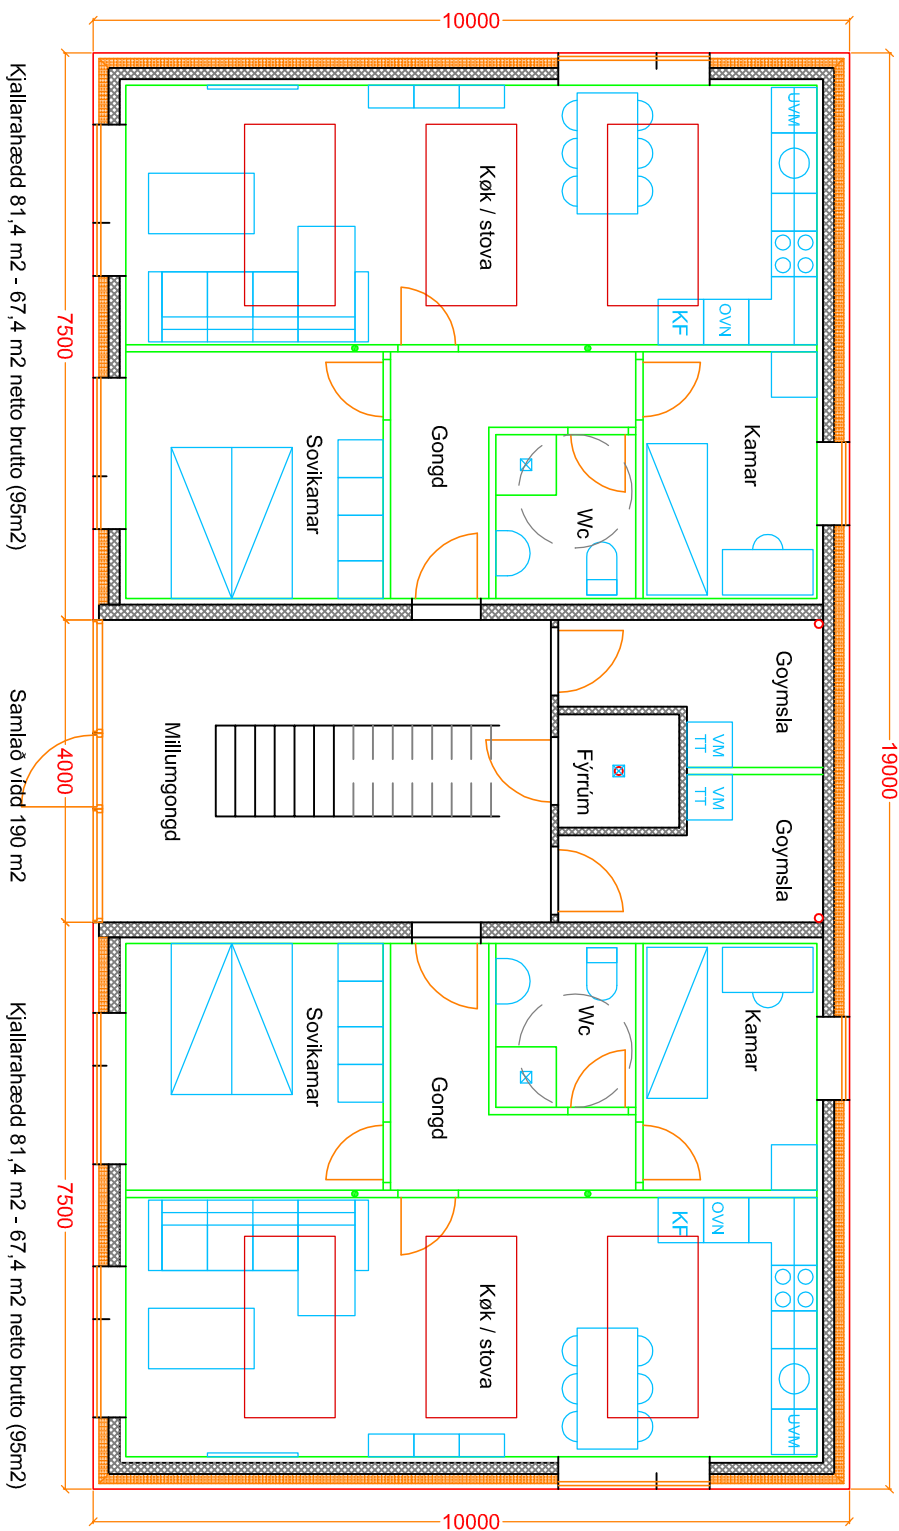 19000
10000
UVM
OVN
KF
Køk / stova
Kamar
Wc
Gongd
Sovikamar
Goymsla
VM
TT
VM
TT
Goymsla
Fýrrúm
Millumgongd
Kamar
Wc
Gongd
Sovikamar
UVM
OVN
KF
Køk / stova
10000
7500
4000
7500
Kjallarahædd 81,4 m2 - 67,4 m2 netto brutto (95m2)
Samlað vídd 190 m2
Kjallarahædd 81,4 m2 - 67,4 m2 netto brutto (95m2)